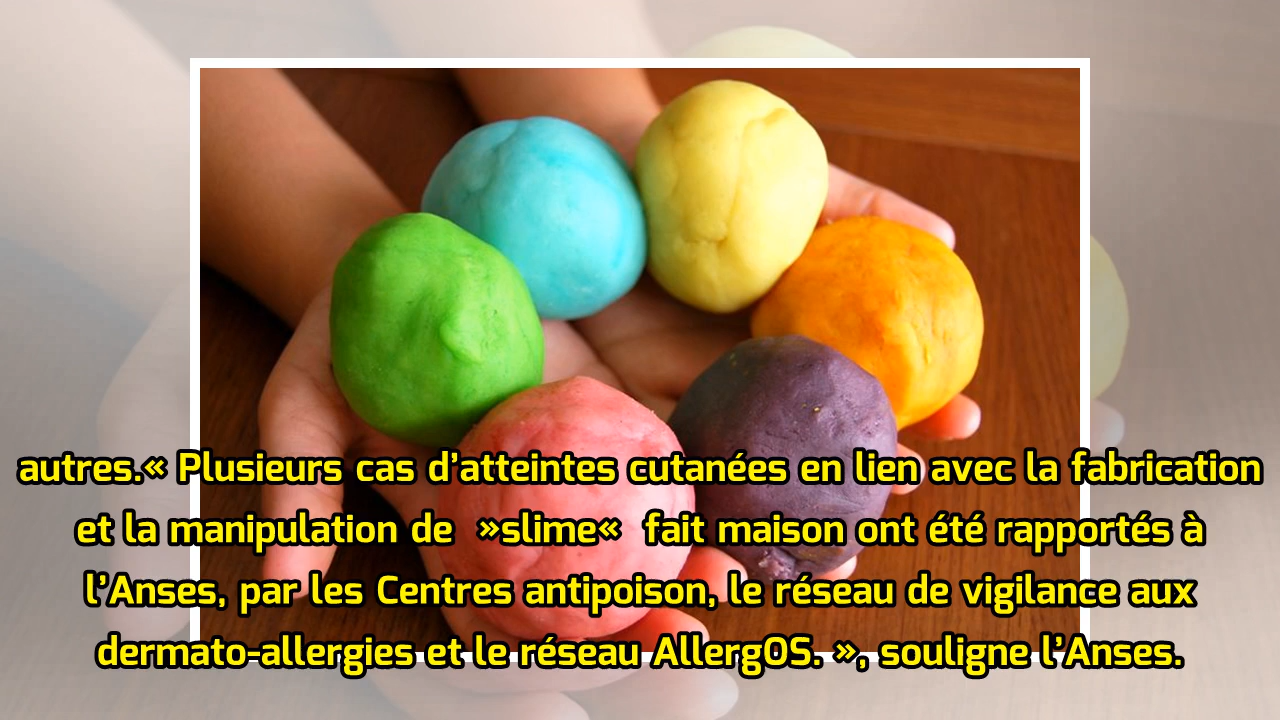 autres.« Plusieurs cas d’atteintes cutanées en lien avec la fabrication
et la manipulation de  »slime«  fait maison ont été rapportés à
l’Anses, par les Centres antipoison, le réseau de vigilance aux
dermato-allergies et le réseau AllergOS. », souligne l’Anses.